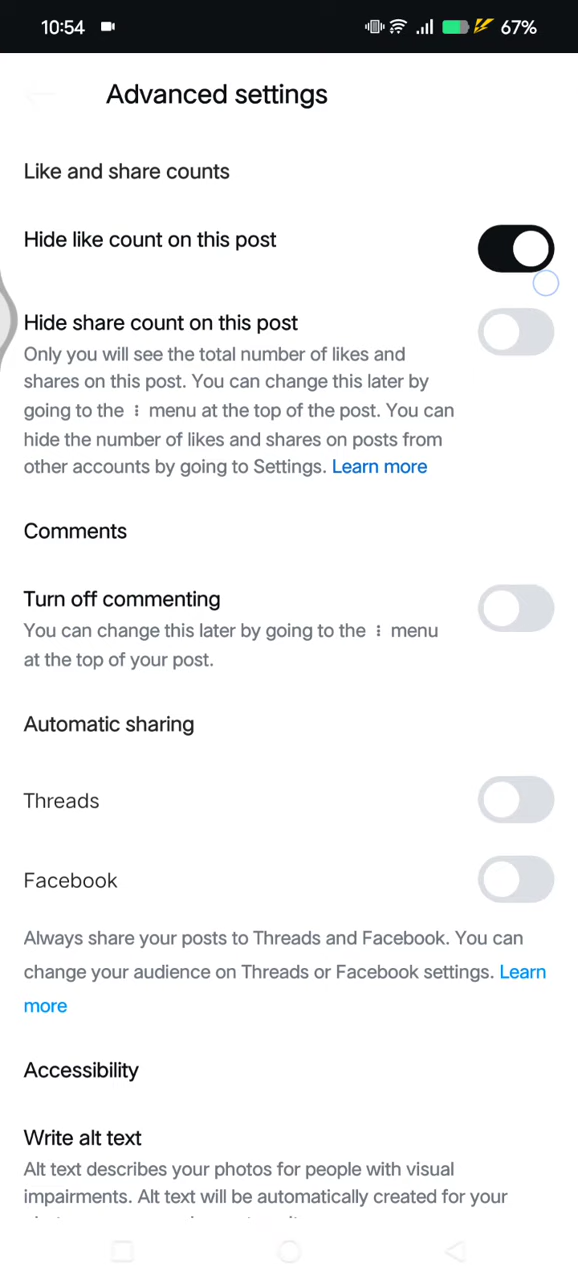 10:54
67%
Advanced settings
Like and share counts
Hide like count on this post
Hide share count on this post
Only you will see the total number of likes and
shares on this post. You can change this later by
going to the ⋮ menu at the top of the post. You can
hide the number of likes and shares on posts from
other accounts by going to Settings. Learn more
Comments
Turn off commenting
You can change this later by going to the ⋮ menu
at the top of your post.
Automatic sharing
Threads
Facebook
Always share your posts to Threads and Facebook. You can
change your audience on Threads or Facebook settings. Learn
more
Accessibility
Write alt text
Alt text describes your photos for people with visual
impairments. Alt text will be automatically created for your